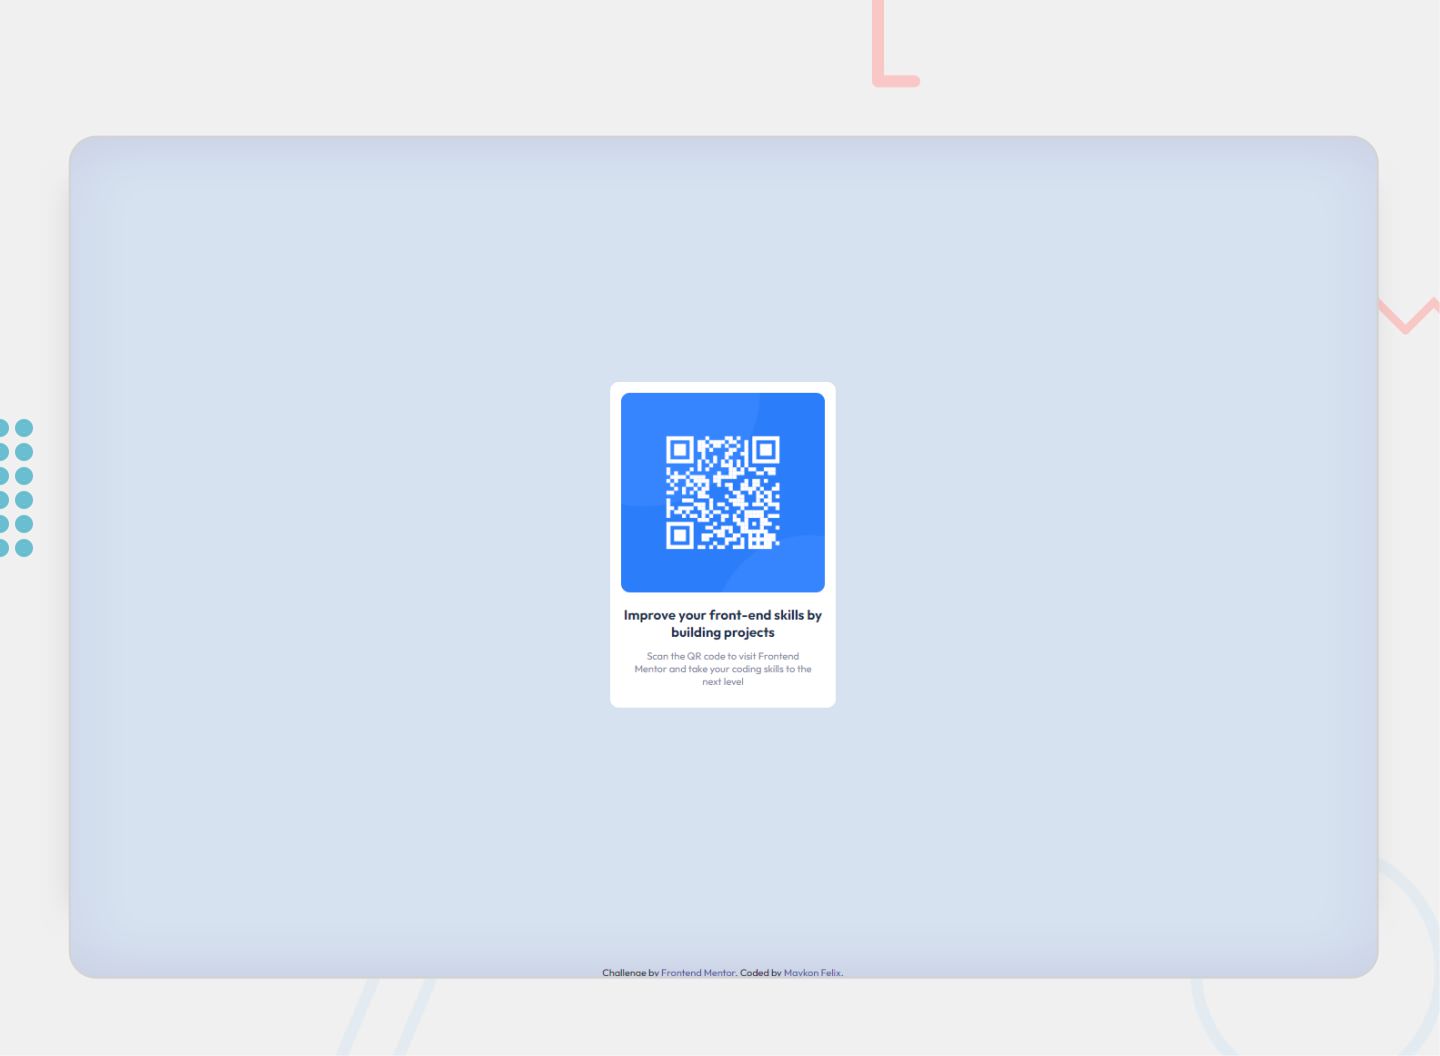 Improve your front-end skills by
building projects
Scan the QR code to visit Frontend
Mentor and take your coding skills to the
next level
Challenge by Frontend Mentor. Coded by Maykon Felix.